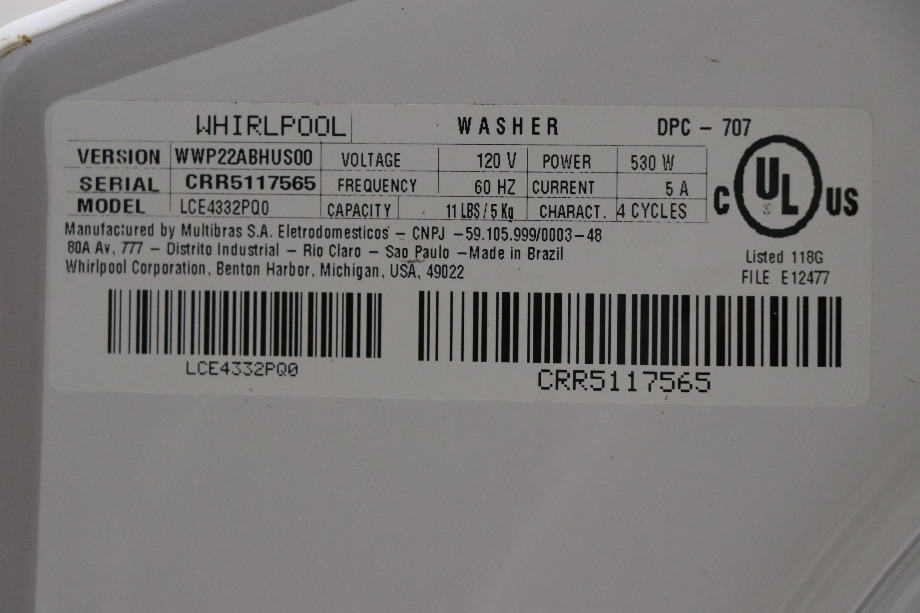 WHIRLPOOL WASHER DPC - 707
VERSION WWP22ABHUS00 VOLTAGE 120 V POWER 530 W
SERIAL CRR5117565 FREQUENCY 60 HZ CURRENT 5 A
MODEL LCE4332PQ0 CAPACITY 11 LBS / 5 Kg CHARACT. 4 CYCLES
C UL US
Manufactured by Multibras S.A. Eletrodomesticos - CNPJ -59.105.999/0003-48
80A Av, 777 - Distrito Industrial - Rio Claro - Sao Paulo -Made in Brazil
Whirlpool Corporation, Benton Harbor, Michigan, USA, 49022
Listed 118G
FILE E12477
LCE4332PQ0
CRR5117565